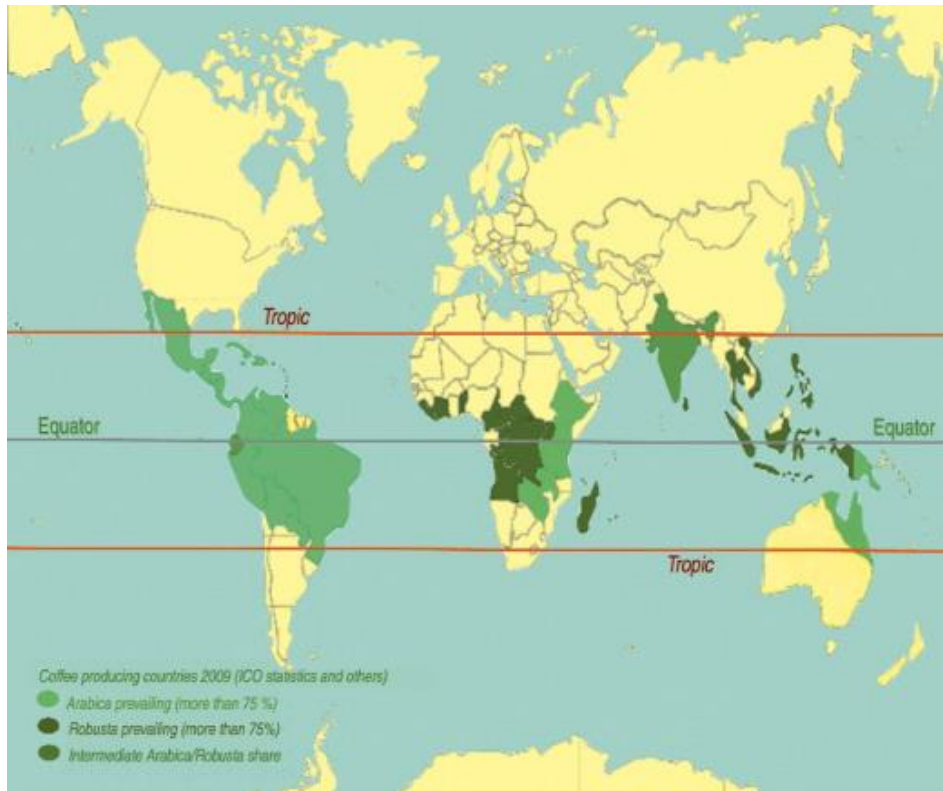 Tropic
Equator
Equator
Tropic
Coffee producing countries 2009 (ICO statistics and others)
Arabica prevailing (more than 75 %)
Robusta prevailing (more than 75%)
Intermediate Arabica/Robusta share